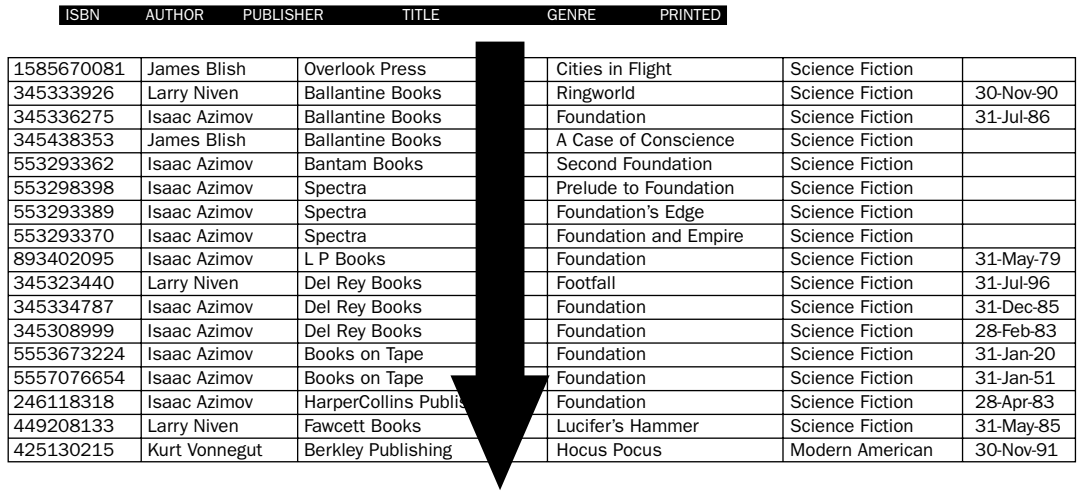 ISBN AUTHOR PUBLISHER TITLE GENRE PRINTED
1585670081 James Blish Overlook Press Cities in Flight Science Fiction
345333926 Larry Niven Ballantine Books Ringworld Science Fiction 30-Nov-90
345336275 Isaac Azimov Ballantine Books Foundation Science Fiction 31-Jul-86
345438353 James Blish Ballantine Books A Case of Conscience Science Fiction
553293362 Isaac Azimov Bantam Books Second Foundation Science Fiction
553298398 Isaac Azimov Spectra Prelude to Foundation Science Fiction
553293389 Isaac Azimov Spectra Foundation's Edge Science Fiction
553293370 Isaac Azimov Spectra Foundation and Empire Science Fiction
893402095 Isaac Azimov L P Books Foundation Science Fiction 31-May-79
345323440 Larry Niven Del Rey Books Footfall Science Fiction 31-Jul-96
345334787 Isaac Azimov Del Rey Books Foundation Science Fiction 31-Dec-85
345308999 Isaac Azimov Del Rey Books Foundation Science Fiction 28-Feb-83
5553673224 Isaac Azimov Books on Tape Foundation Science Fiction 31-Jan-20
5557076654 Isaac Azimov Books on Tape Foundation Science Fiction 31-Jan-51
246118318 Isaac Azimov HarperCollins Foundation Science Fiction 28-Apr-83
449208133 Larry Niven Fawcett Books Lucifer's Hammer Science Fiction 31-May-85
425130215 Kurt Vonnegut Berkley Publishing Hocus Pocus Modern American 30-Nov-91